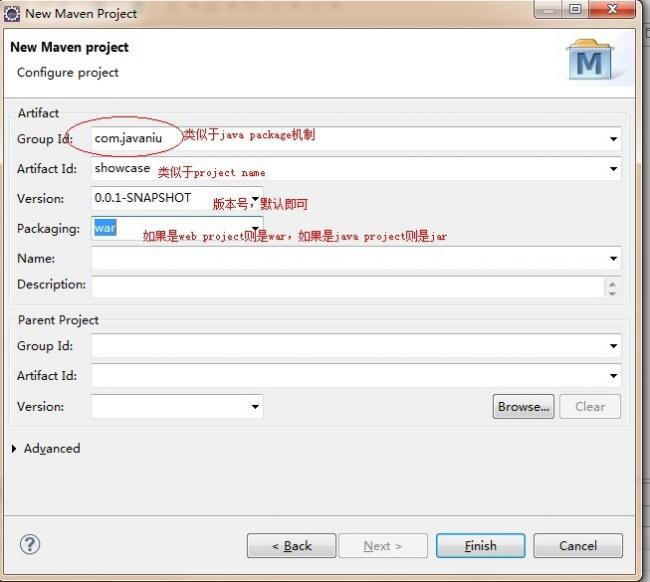 New Maven Project
New Maven project
Configure project
M
Artifact
Group Id: com.javaniu 类似于java package机制
Artifact Id: showcase 类似于project name
Version: 0.0.1-SNAPSHOT 版本号，默认即可
Packaging: war 如果是web project则是war，如果是java project则是jar
Name:
Description:
Parent Project
Group Id:
Artifact Id:
Version: Browse... Clear
Advanced
? < Back Next > Finish Cancel